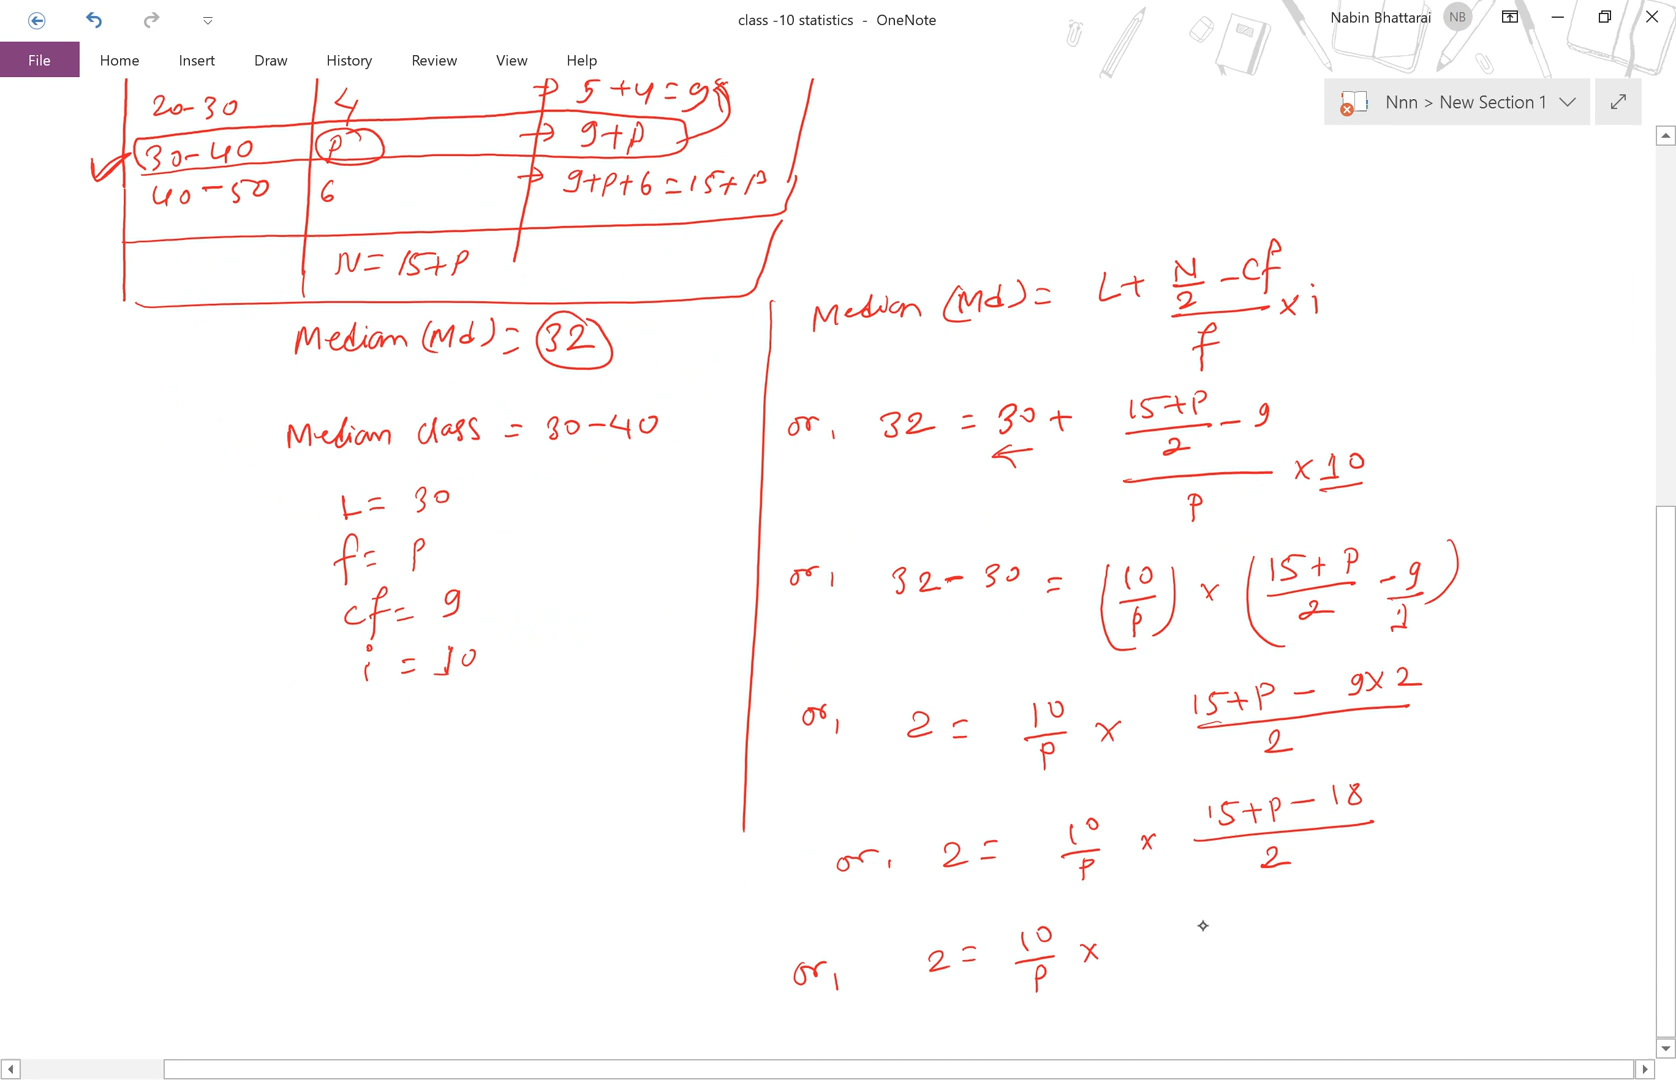 class -10 statistics - OneNote
Nabin Bhattarai NB
File Home Insert Draw History Review View Help
Nnn > New Section 1
20-30 4 → 5+4=9
30-40 P → 9+P
40-50 6 → 9+P+6=15+P
N=15+P
Median (Md)= 32
Median class = 30-40
L= 30
f= P
cf= 9
i = 10
Median (Md)= L+ (N/2 -cf)/f × i
or, 32 = 30+ ((15+P)/2 - 9)/P × 10
or, 32-30 = (10/P) × ((15+P)/2 - 9/1)
or, 2= 10/P × (15+P - 9×2)/2
or, 2= 10/P × (15+P-18)/2
or, 2= 10/P ×